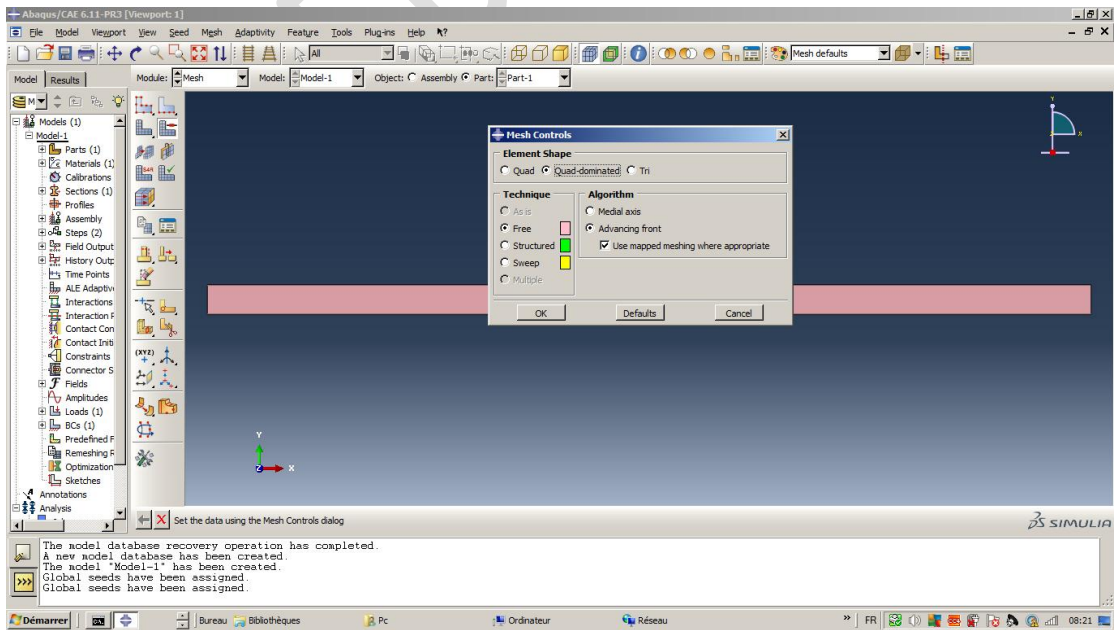 Abaqus/CAE 6.11-PR3 [Viewport: 1]
File Model Viewport View Seed Mesh Adaptivity Feature Tools Plug-ins Help
All
Mesh defaults
Model Results
Module: Mesh Model: Model-1 Object: Assembly Part: Part-1
Models (1)
Model-1
Parts (1)
Materials (1)
Calibrations
Sections (1)
Profiles
Assembly
Steps (2)
Field Output
History Outp
Time Points
ALE Adaptiv
Interactions
Interaction P
Contact Con
Contact Initi
Constraints
Connector S
Fields
Amplitudes
Loads (1)
BCs (1)
Predefined F
Remeshing R
Optimization
Sketches
Annotations
Analysis
Mesh Controls
Element Shape
Quad Quad-dominated Tri
Technique
As is
Free
Structured
Sweep
Multiple
Algorithm
Medial axis
Advancing front
Use mapped meshing where appropriate
OK Defaults Cancel
Y
X
Z
(XYZ)
Set the data using the Mesh Controls dialog
SIMULIA
The model database recovery operation has completed.
A new model database has been created.
The model "Model-1" has been created.
Global seeds have been assigned.
Global seeds have been assigned.
>>>
Démarrer Bureau Bibliothèques Pc Ordinateur Réseau » FR 08:21